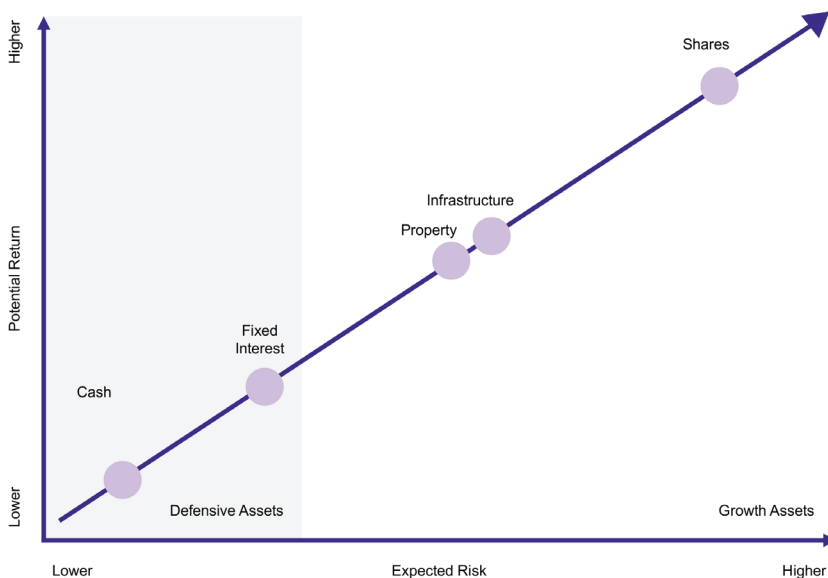 Higher
Shares
Infrastructure
Property
Potential Return
Fixed
Interest
Cash
Lower
Defensive Assets
Growth Assets
Lower
Expected Risk
Higher